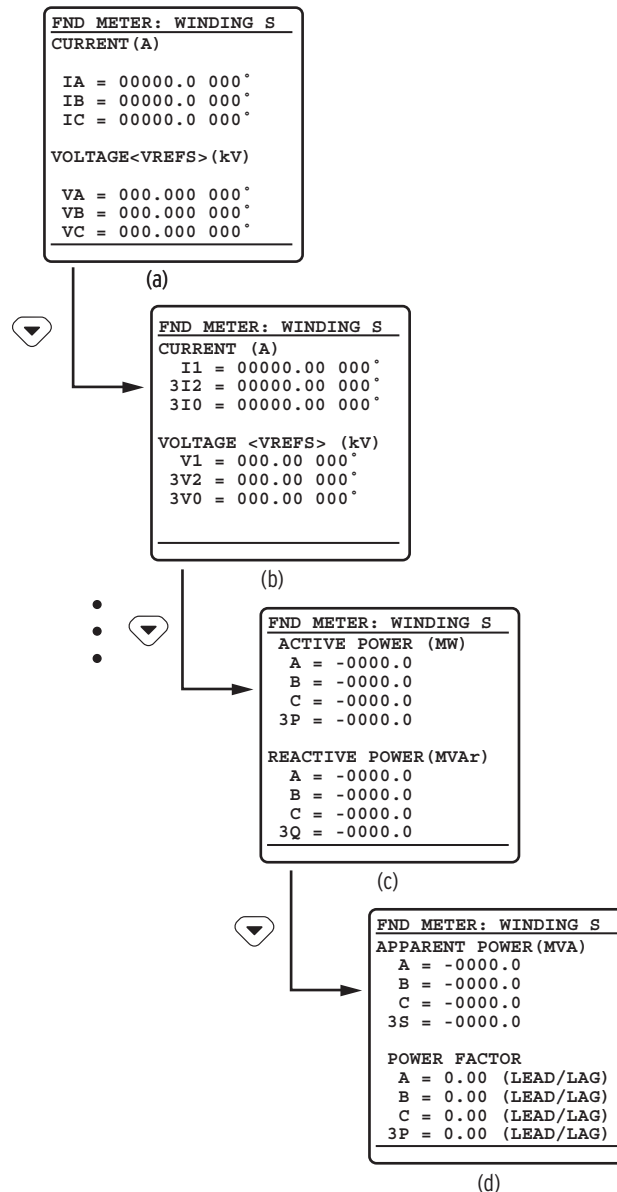 FND METER: WINDING S
CURRENT(A)
IA = 00000.0 000°
IB = 00000.0 000°
IC = 00000.0 000°
VOLTAGE<VREFS>(kV)
VA = 000.000 000°
VB = 000.000 000°
VC = 000.000 000°
(a)
FND METER: WINDING S
CURRENT (A)
I1 = 00000.00 000°
3I2 = 00000.00 000°
3I0 = 00000.00 000°
VOLTAGE <VREFS> (kV)
V1 = 000.00 000°
3V2 = 000.00 000°
3V0 = 000.00 000°
(b)
FND METER: WINDING S
ACTIVE POWER (MW)
A = -0000.0
B = -0000.0
C = -0000.0
3P = -0000.0
REACTIVE POWER(MVAr)
A = -0000.0
B = -0000.0
C = -0000.0
3Q = -0000.0
(c)
FND METER: WINDING S
APPARENT POWER(MVA)
A = -0000.0
B = -0000.0
C = -0000.0
3S = -0000.0
POWER FACTOR
A = 0.00 (LEAD/LAG)
B = 0.00 (LEAD/LAG)
C = 0.00 (LEAD/LAG)
3P = 0.00 (LEAD/LAG)
(d)